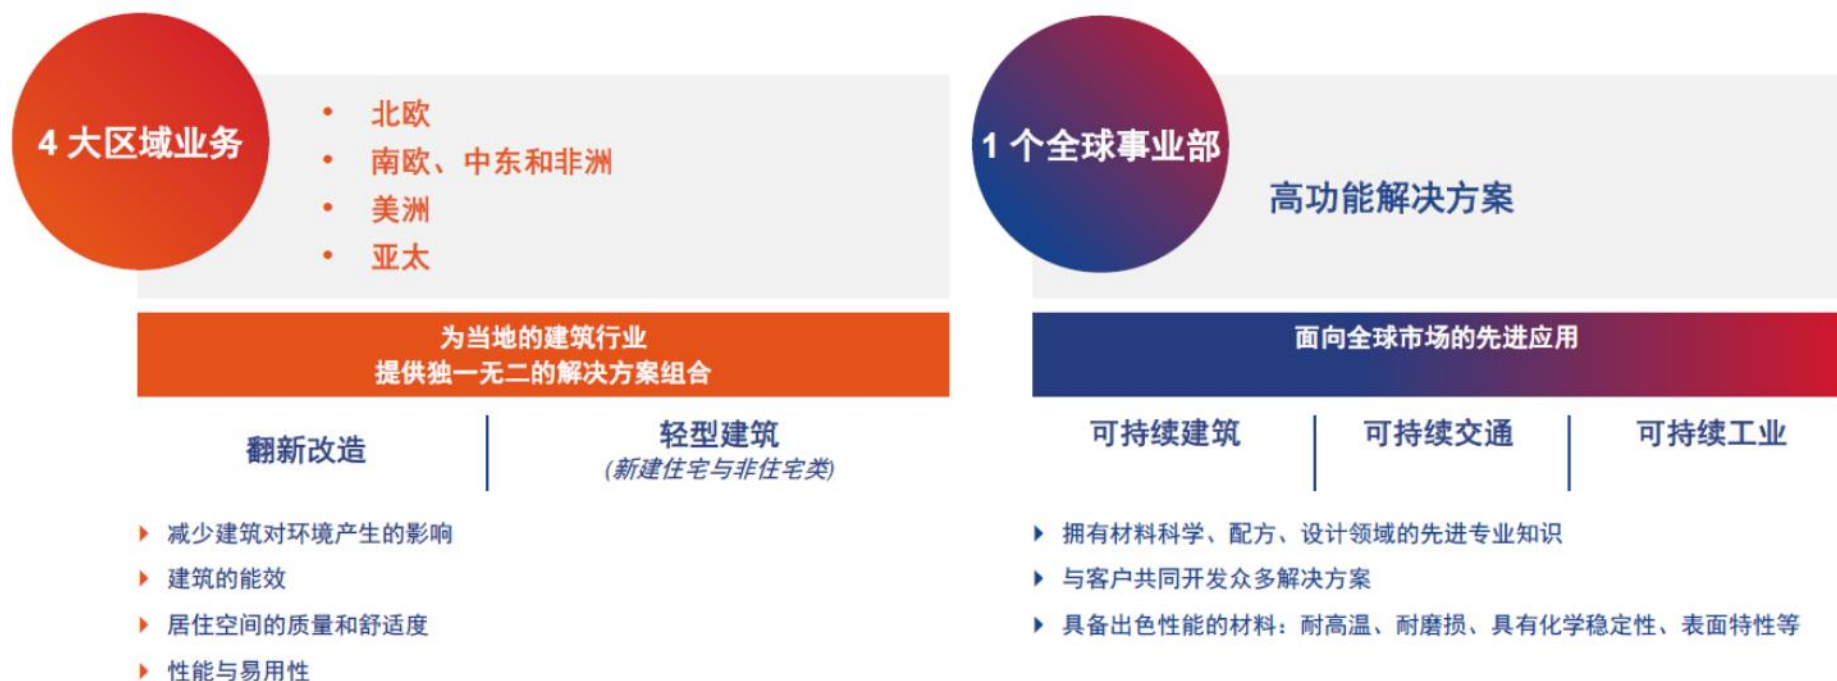 4 大区域业务
• 北欧
• 南欧、中东和非洲
• 美洲
• 亚太
为当地的建筑行业
提供独一无二的解决方案组合
翻新改造
轻型建筑
(新建住宅与非住宅类)
减少建筑对环境产生的影响
建筑的能效
居住空间的质量和舒适度
性能与易用性
1 个全球事业部
高功能解决方案
面向全球市场的先进应用
可持续建筑
可持续交通
可持续工业
拥有材料科学、配方、设计领域的先进专业知识
与客户共同开发众多解决方案
具备出色性能的材料：耐高温、耐磨损、具有化学稳定性、表面特性等